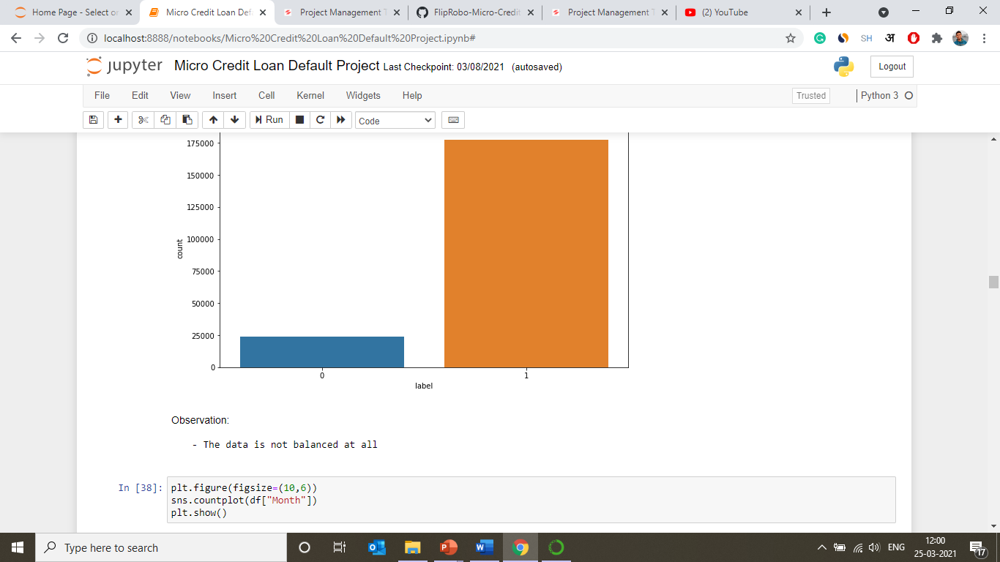 Home Page - Select or
Micro Credit Loan Defa
Project Management T
FlipRobo-Micro-Credit
Project Management T
(2) YouTube
localhost:8888/notebooks/Micro%20Credit%20Loan%20Default%20Project.ipynb#
SH
अ
jupyter Micro Credit Loan Default Project Last Checkpoint: 03/08/2021 (autosaved)
Logout
File Edit View Insert Cell Kernel Widgets Help
Trusted
Python 3
Run
Code
175000
150000
125000
100000
75000
50000
25000
0
count
0 1
label
Observation:
- The data is not balanced at all
In [38]:
plt.figure(figsize=(10,6))
sns.countplot(df["Month"])
plt.show()
Type here to search
ENG
12:00
25-03-2021
17